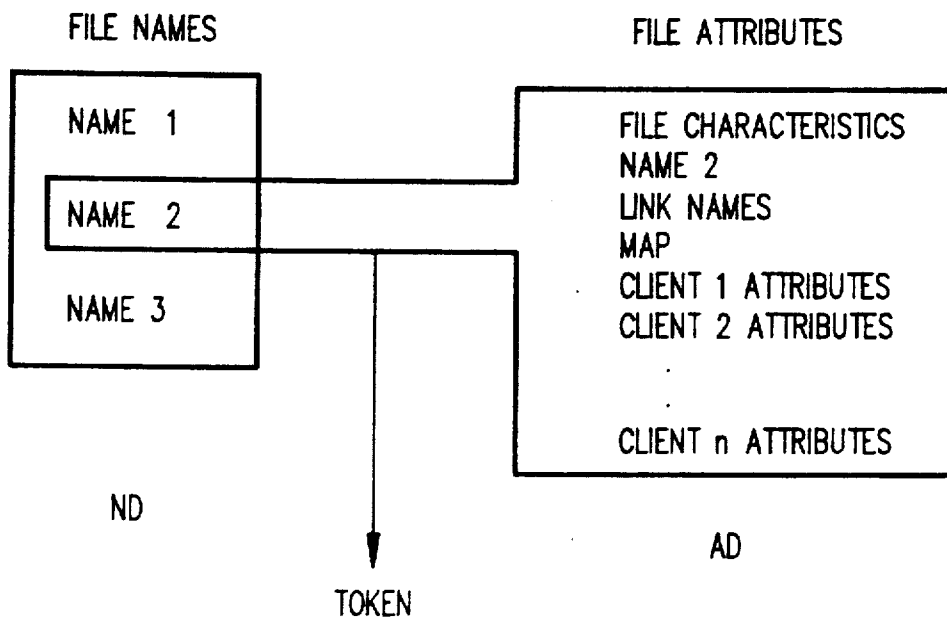 FILE NAMES
NAME 1
NAME 2
NAME 3
ND
TOKEN
FILE ATTRIBUTES
FILE CHARACTERISTICS
NAME 2
LINK NAMES
MAP
CLIENT 1 ATTRIBUTES
CLIENT 2 ATTRIBUTES
.
.
CLIENT n ATTRIBUTES
AD